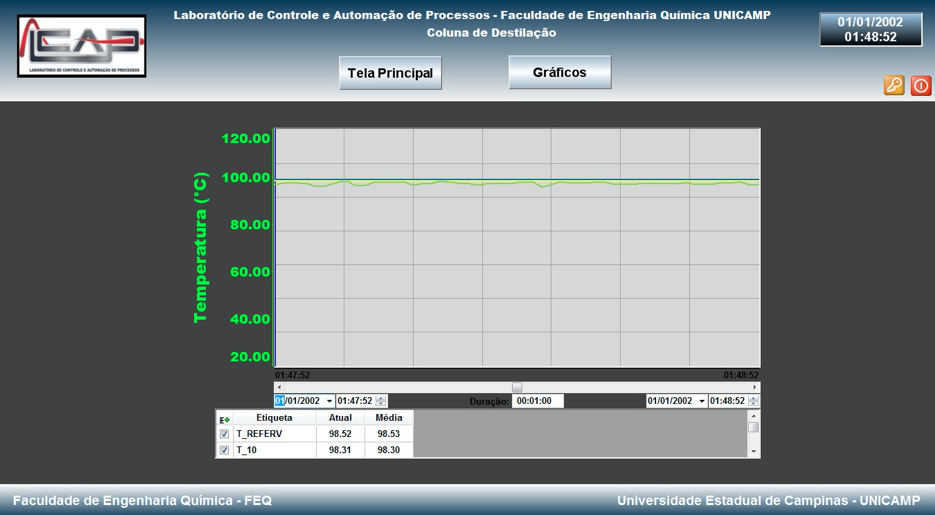 Laboratório de Controle e Automação de Processos - Faculdade de Engenharia Química UNICAMP
Coluna de Destilação
01/01/2002
01:48:52
LCAP
LABORATÓRIO DE CONTROLE E AUTOMAÇÃO DE PROCESSOS
Tela Principal
Gráficos
Temperatura (°C)
120.00
100.00
80.00
60.00
40.00
20.00
01:47:52 01:48:52
01/01/2002 01:47:52 Duração: 00:01:00 01/01/2002 01:48:52
Etiqueta Atual Média
T_REFERV 98.52 98.53
T_10 98.31 98.30
Faculdade de Engenharia Química - FEQ
Universidade Estadual de Campinas - UNICAMP